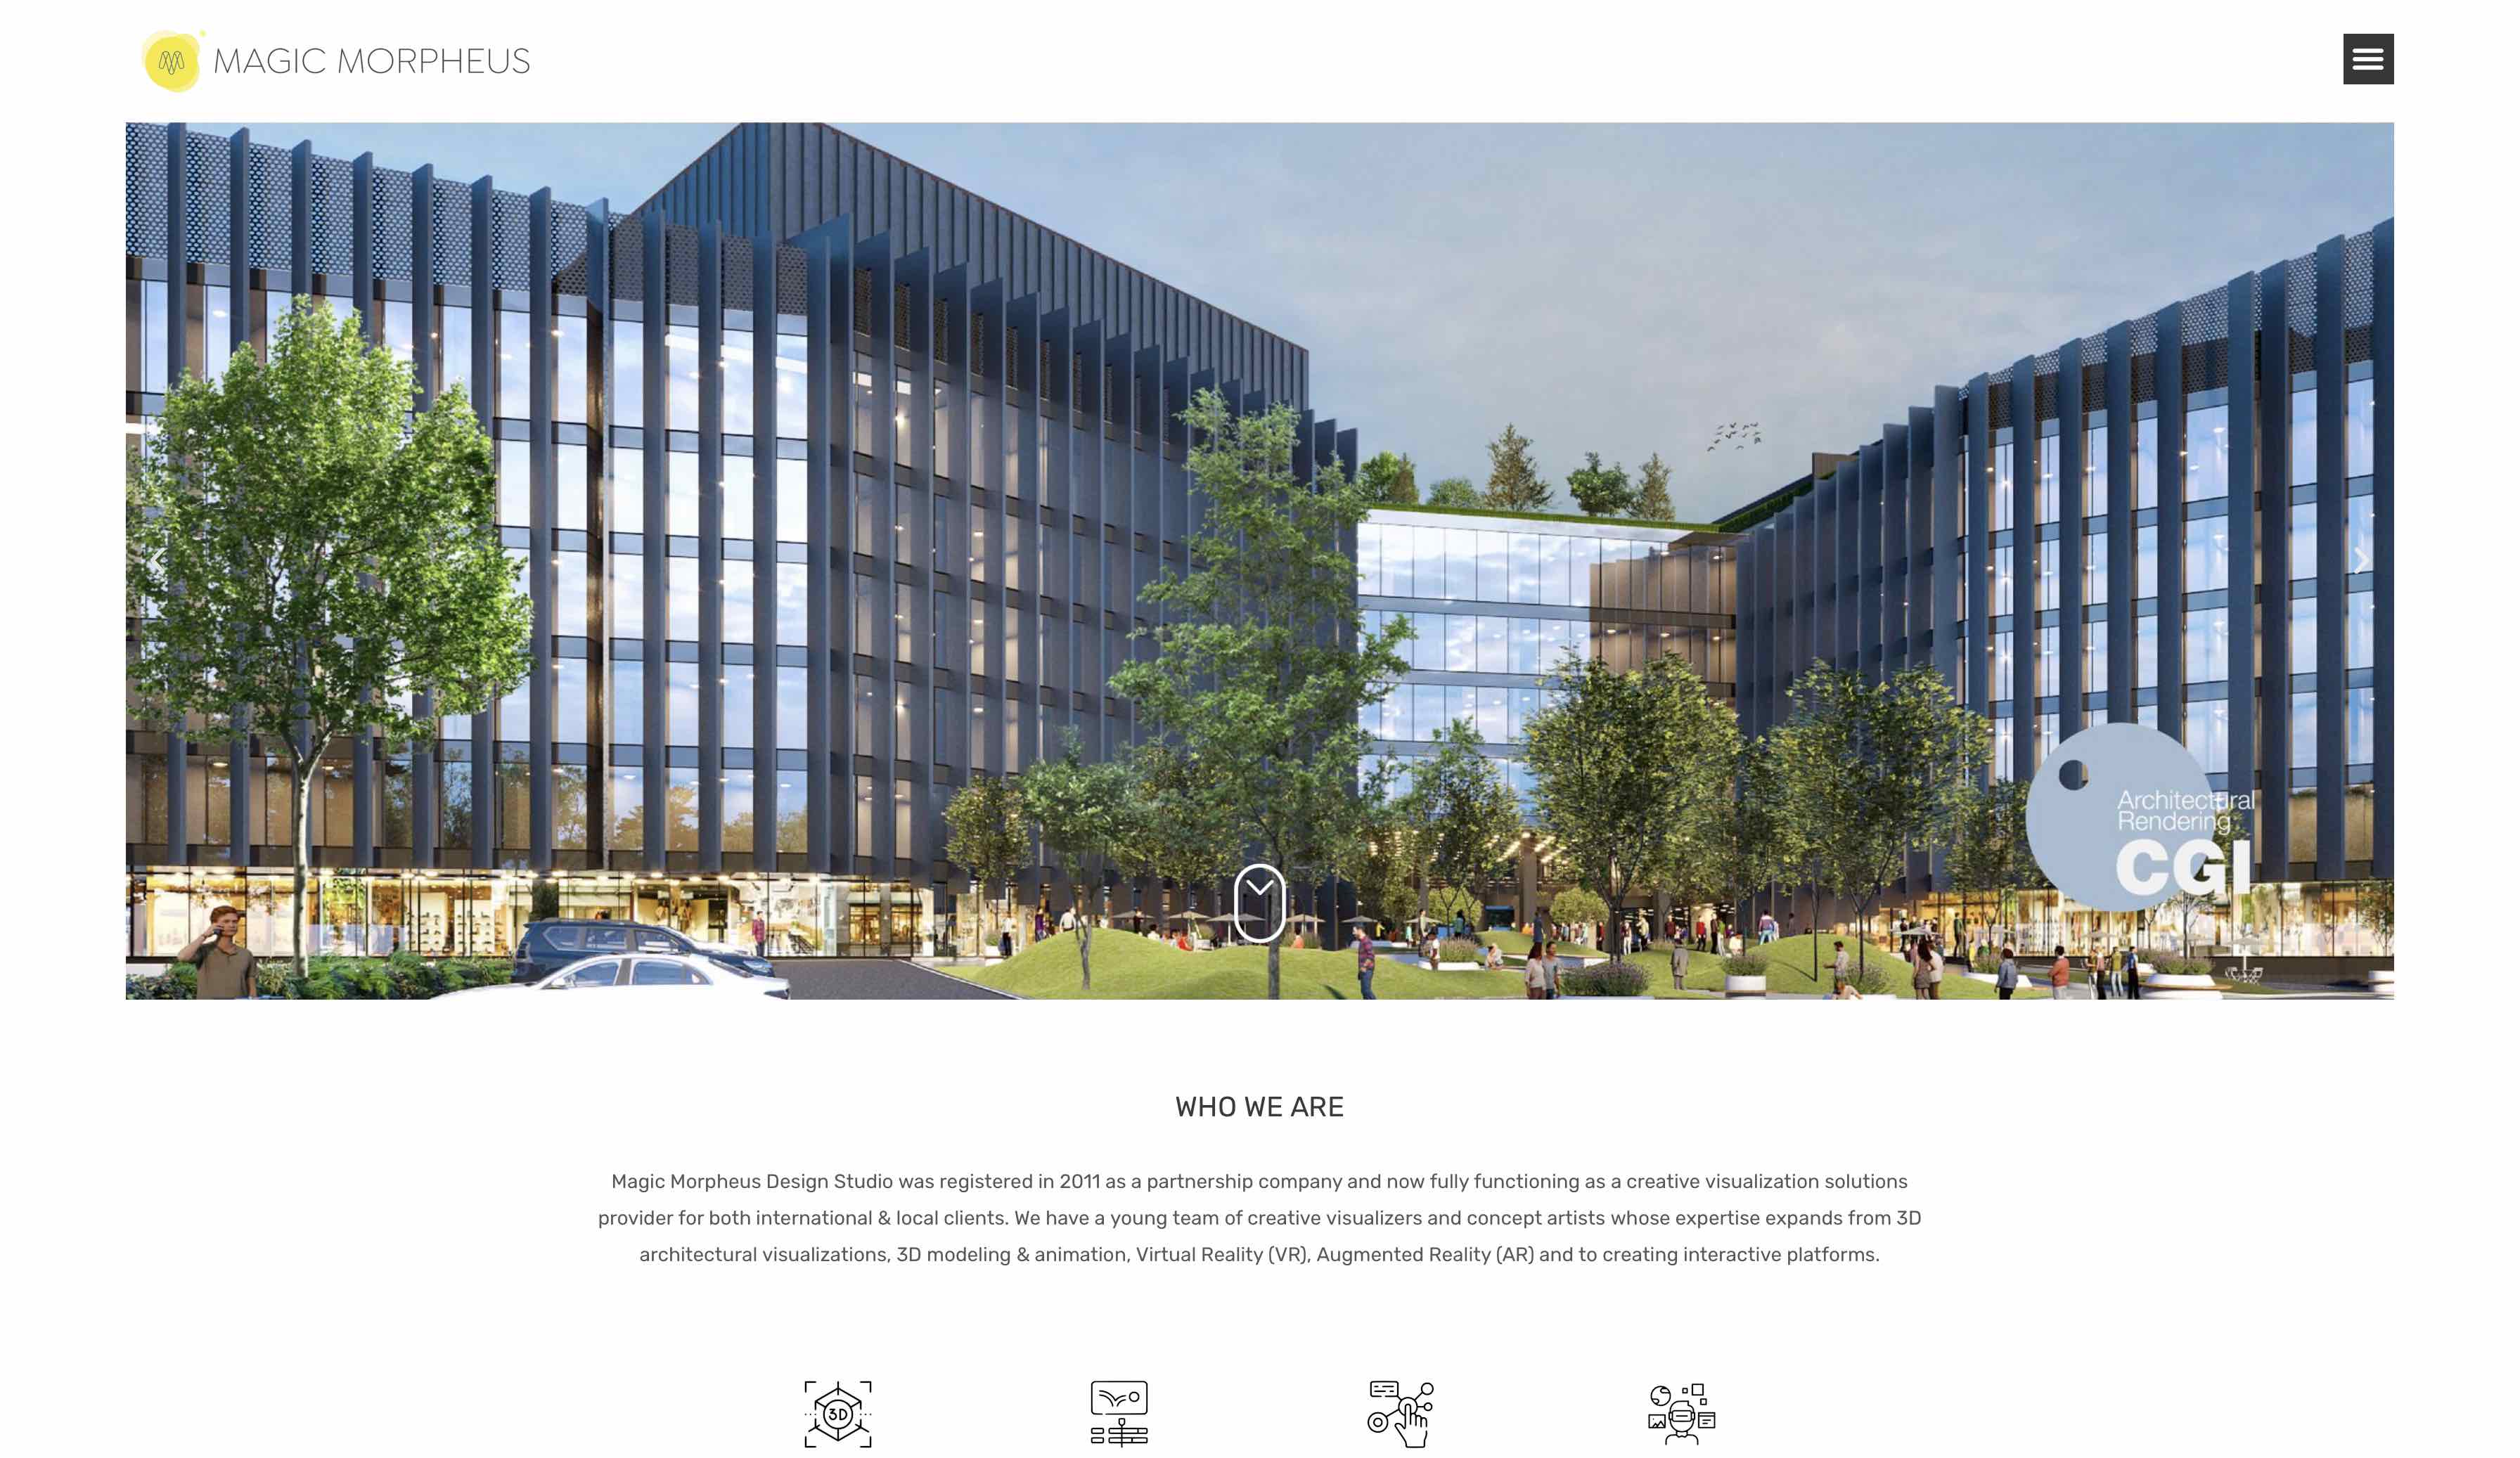 MAGIC MORPHEUS
Architectural
Rendering
CGI
WHO WE ARE
Magic Morpheus Design Studio was registered in 2011 as a partnership company and now fully functioning as a creative visualization solutions
provider for both international & local clients. We have a young team of creative visualizers and concept artists whose expertise expands from 3D
architectural visualizations, 3D modeling & animation, Virtual Reality (VR), Augmented Reality (AR) and to creating interactive platforms.
3D